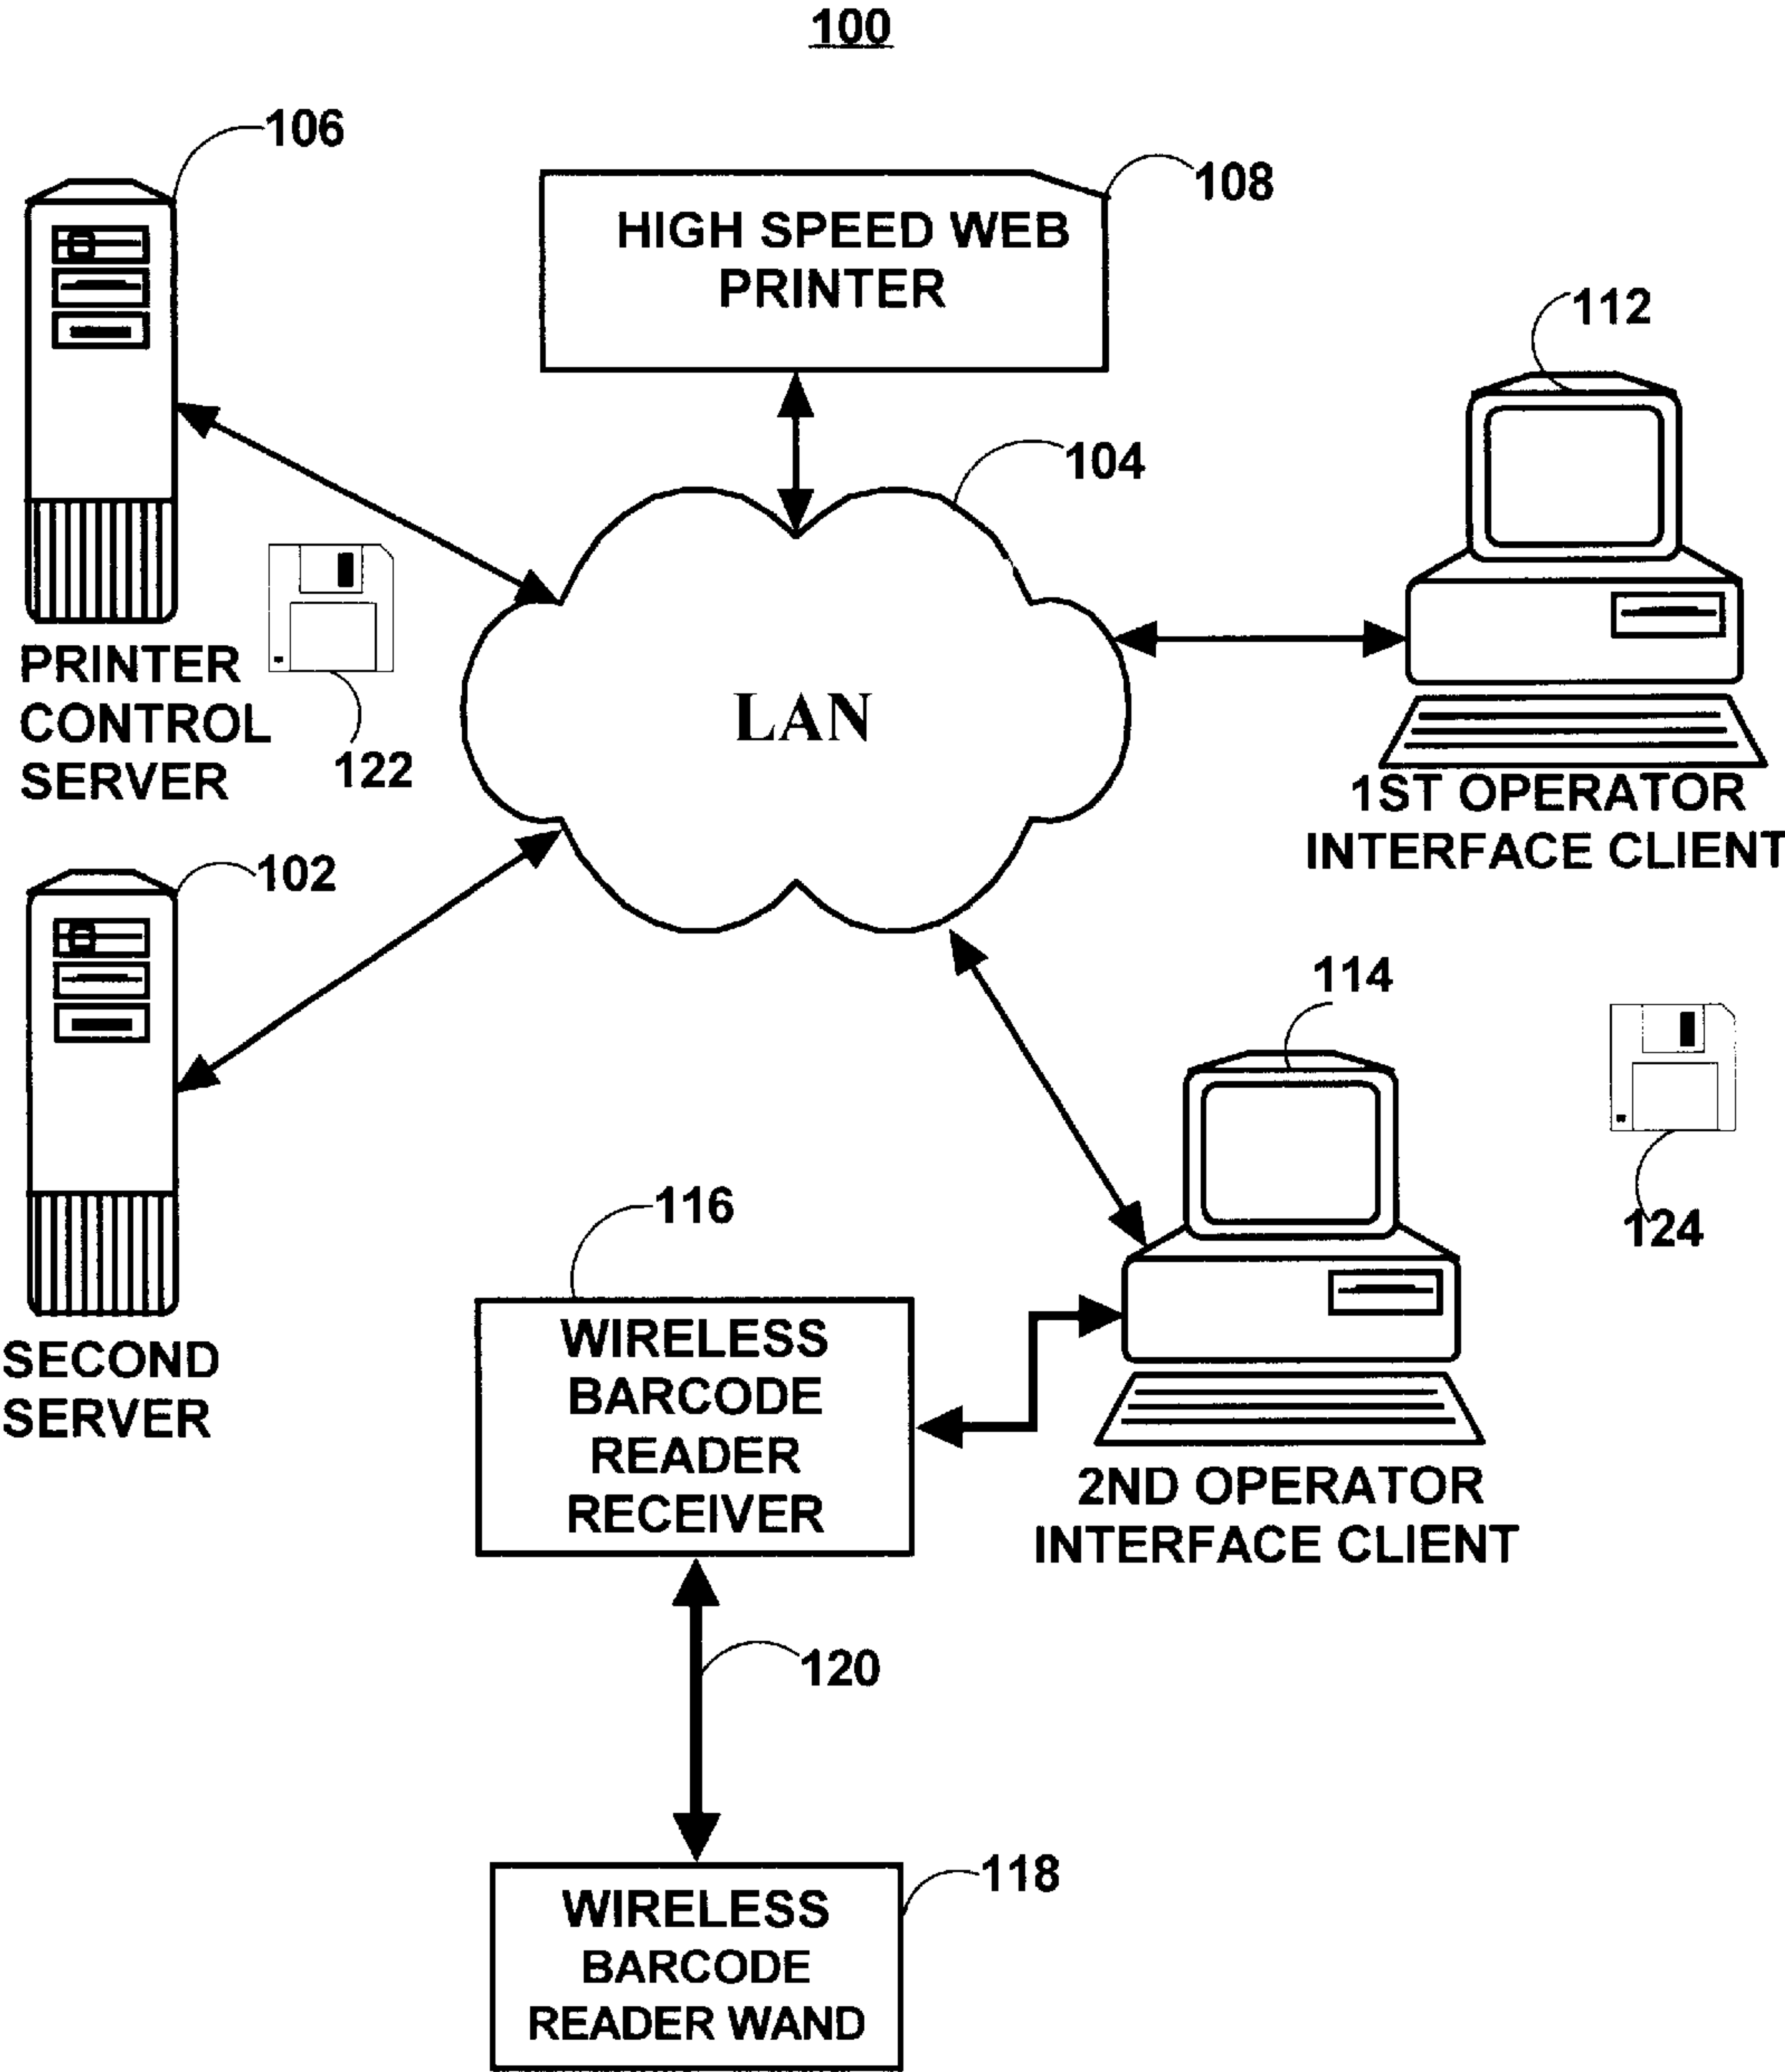 100
106
108
HIGH SPEED WEB
PRINTER
112
104
PRINTER
CONTROL
SERVER
122
LAN
1ST OPERATOR
INTERFACE CLIENT
102
114
124
116
SECOND
SERVER
WIRELESS
BARCODE
READER
RECEIVER
2ND OPERATOR
INTERFACE CLIENT
120
118
WIRELESS
BARCODE
READER WAND